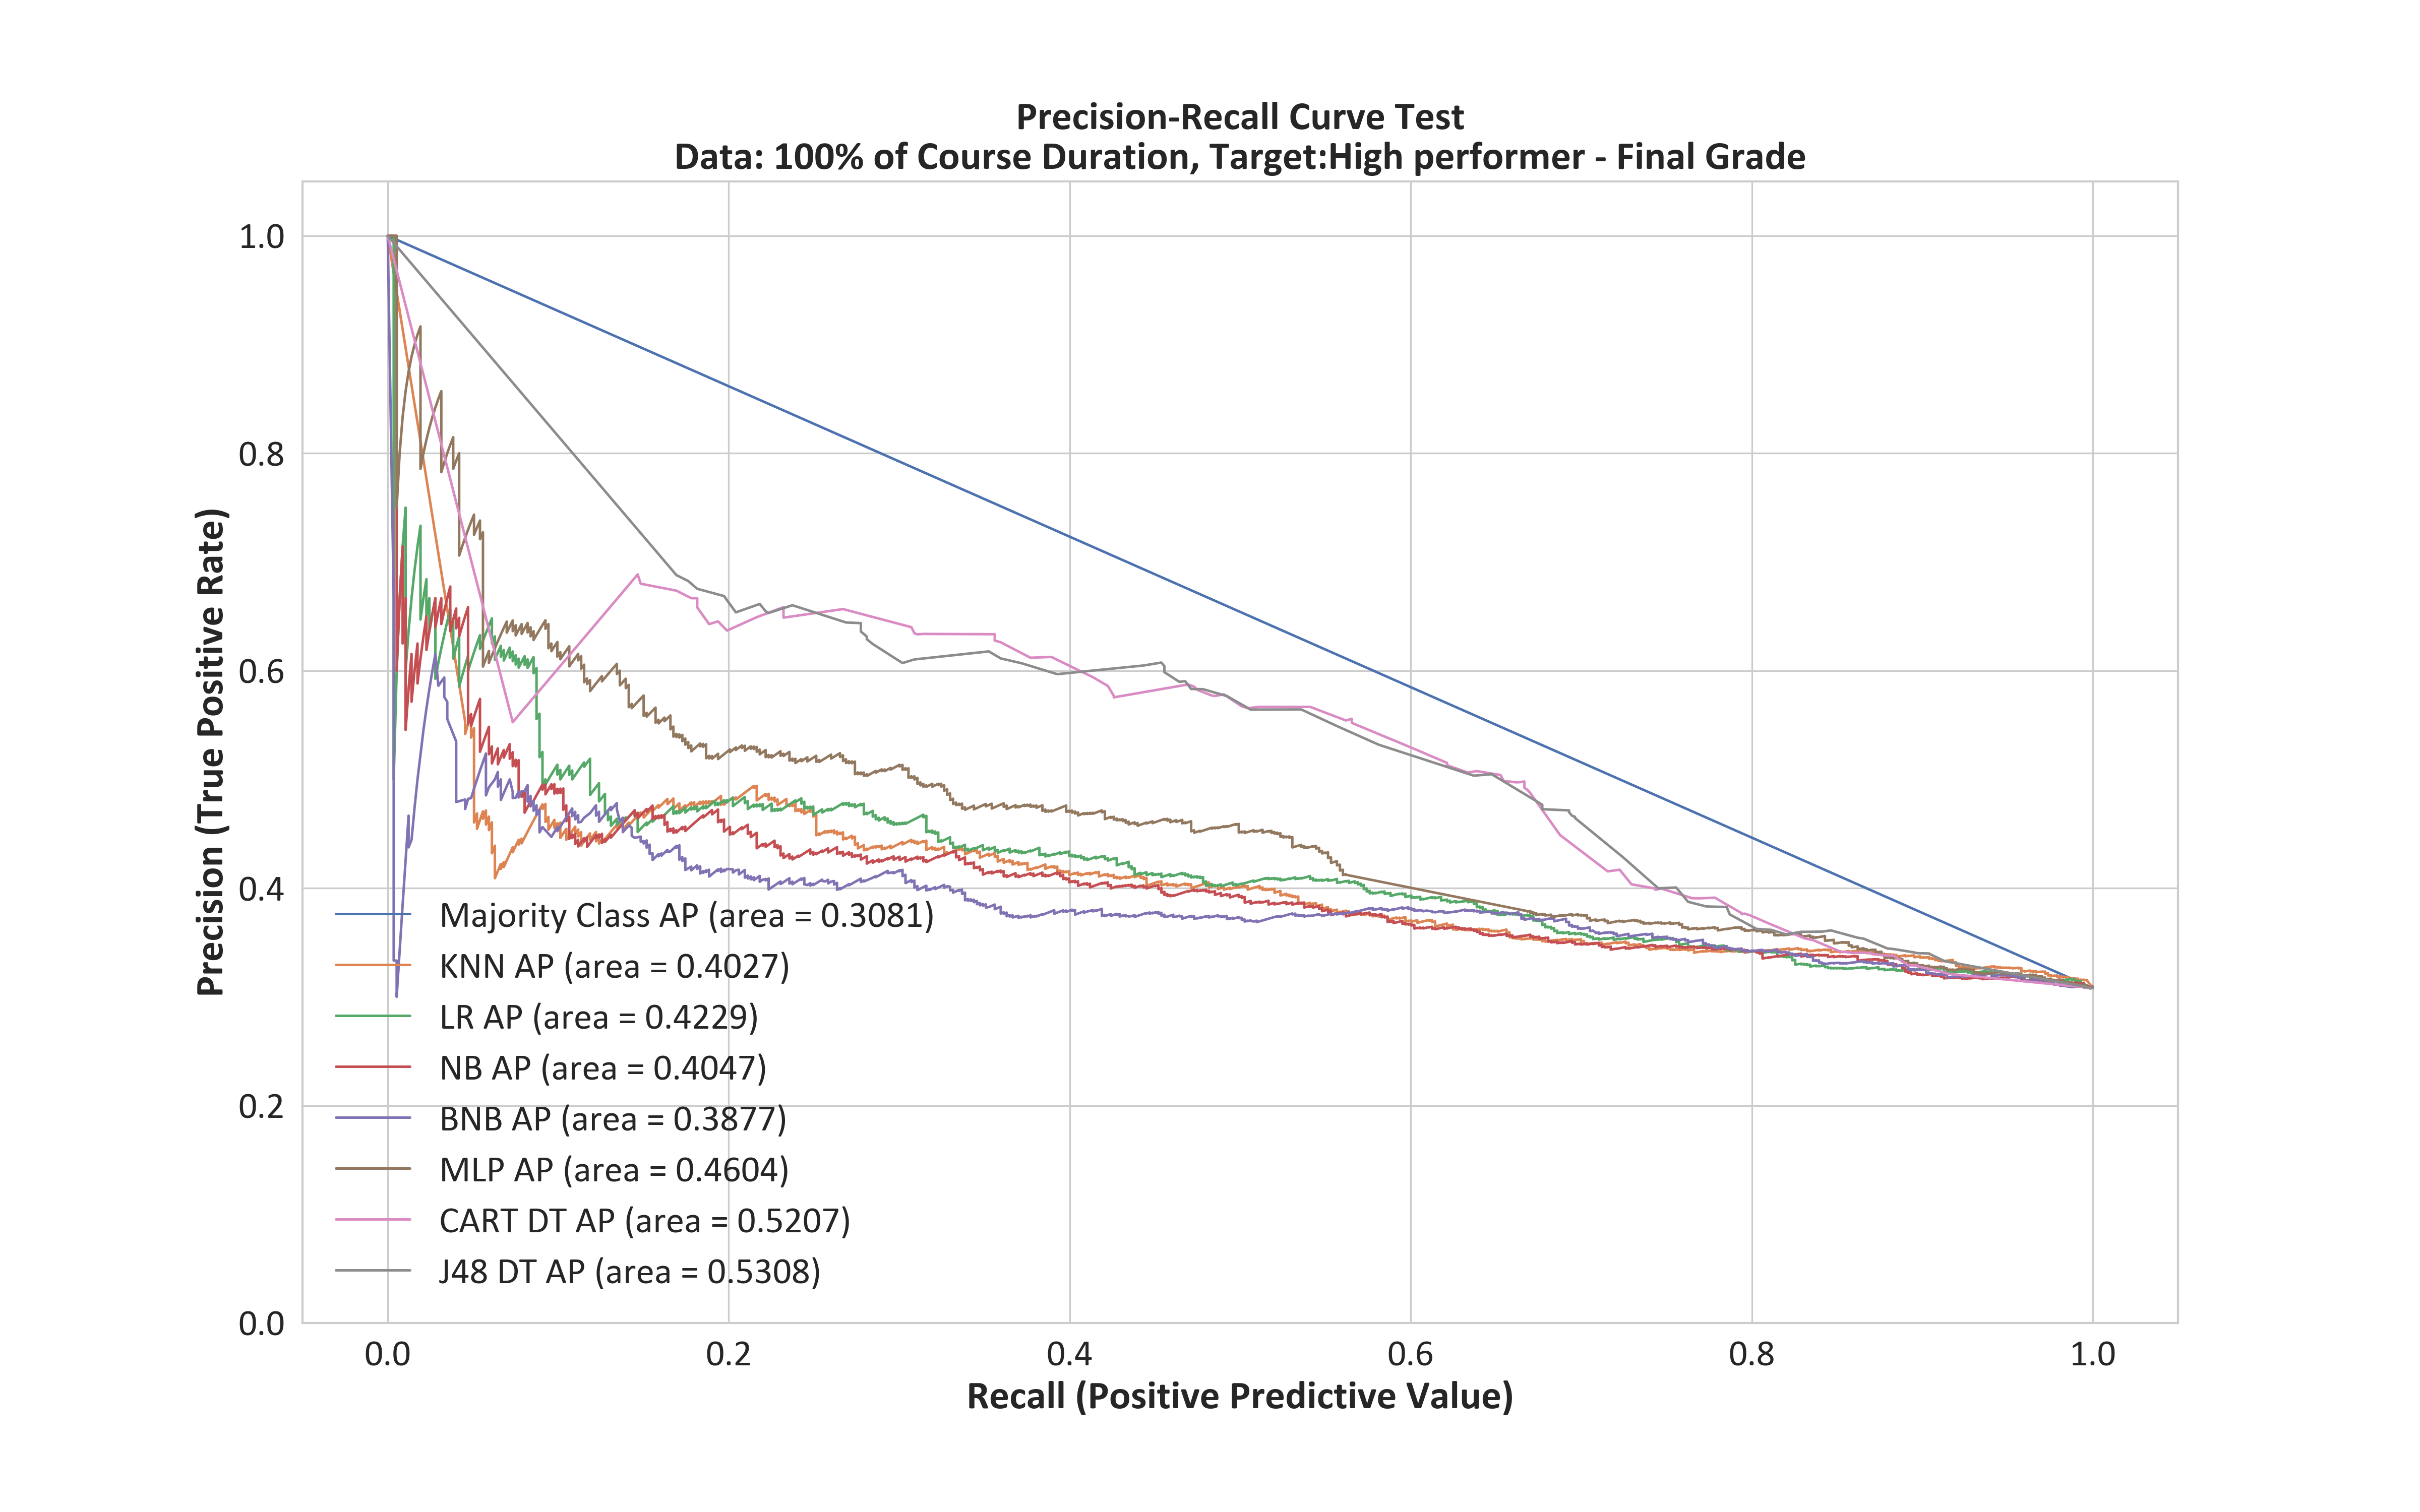 Precision-Recall Curve Test
Data: 100% of Course Duration, Target:High performer - Final Grade
1.0
0.8
0.6
0.4
0.2
0.0
Precision (True Positive Rate)
Majority Class AP (area = 0.3081)
KNN AP (area = 0.4027)
LR AP (area = 0.4229)
NB AP (area = 0.4047)
BNB AP (area = 0.3877)
MLP AP (area = 0.4604)
CART DT AP (area = 0.5207)
J48 DT AP (area = 0.5308)
0.0 0.2 0.4 0.6 0.8 1.0
Recall (Positive Predictive Value)